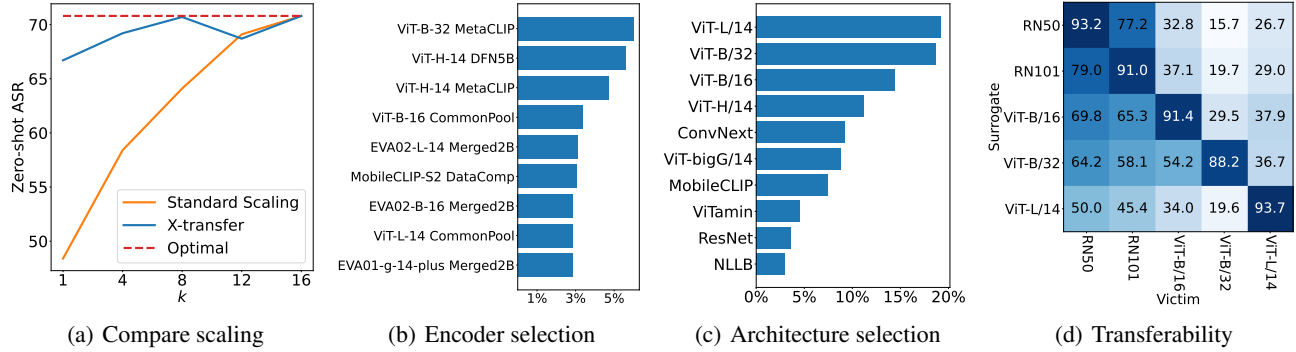 Zero-shot ASR
70
65
60
55
50
1 4 8 12 16
k
Standard Scaling
X-transfer
Optimal
(a) Compare scaling
ViT-B-32 MetaCLIP
ViT-H-14 DFN5B
ViT-H-14 MetaCLIP
ViT-B-16 CommonPool
EVA02-L-14 Merged2B
MobileCLIP-S2 DataComp
EVA02-B-16 Merged2B
ViT-L-14 CommonPool
EVA01-g-14-plus Merged2B
1% 3% 5%
(b) Encoder selection
ViT-L/14
ViT-B/32
ViT-B/16
ViT-H/14
ConvNext
ViT-bigG/14
MobileCLIP
ViTamin
ResNet
NLLB
0% 5% 10% 15% 20%
(c) Architecture selection
Surrogate
RN50 93.2 77.2 32.8 15.7 26.7
RN101 79.0 91.0 37.1 19.7 29.0
ViT-B/16 69.8 65.3 91.4 29.5 37.9
ViT-B/32 64.2 58.1 54.2 88.2 36.7
ViT-L/14 50.0 45.4 34.0 19.6 93.7
RN50 RN101 ViT-B/16 ViT-B/32 ViT-L/14
Victim
(d) Transferability